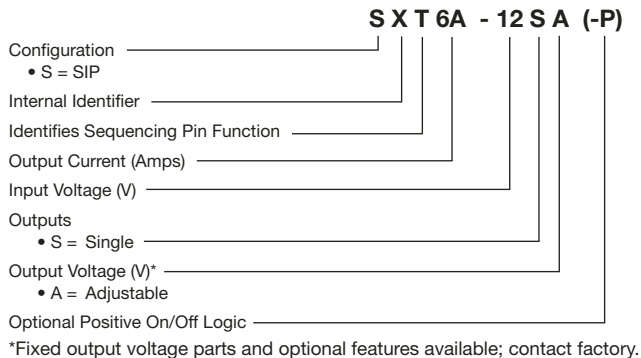 S X T 6A - 12 S A (-P)
Configuration
• S = SIP
Internal Identifier
Identifies Sequencing Pin Function
Output Current (Amps)
Input Voltage (V)
Outputs
• S = Single
Output Voltage (V)*
• A = Adjustable
Optional Positive On/Off Logic
*Fixed output voltage parts and optional features available; contact factory.